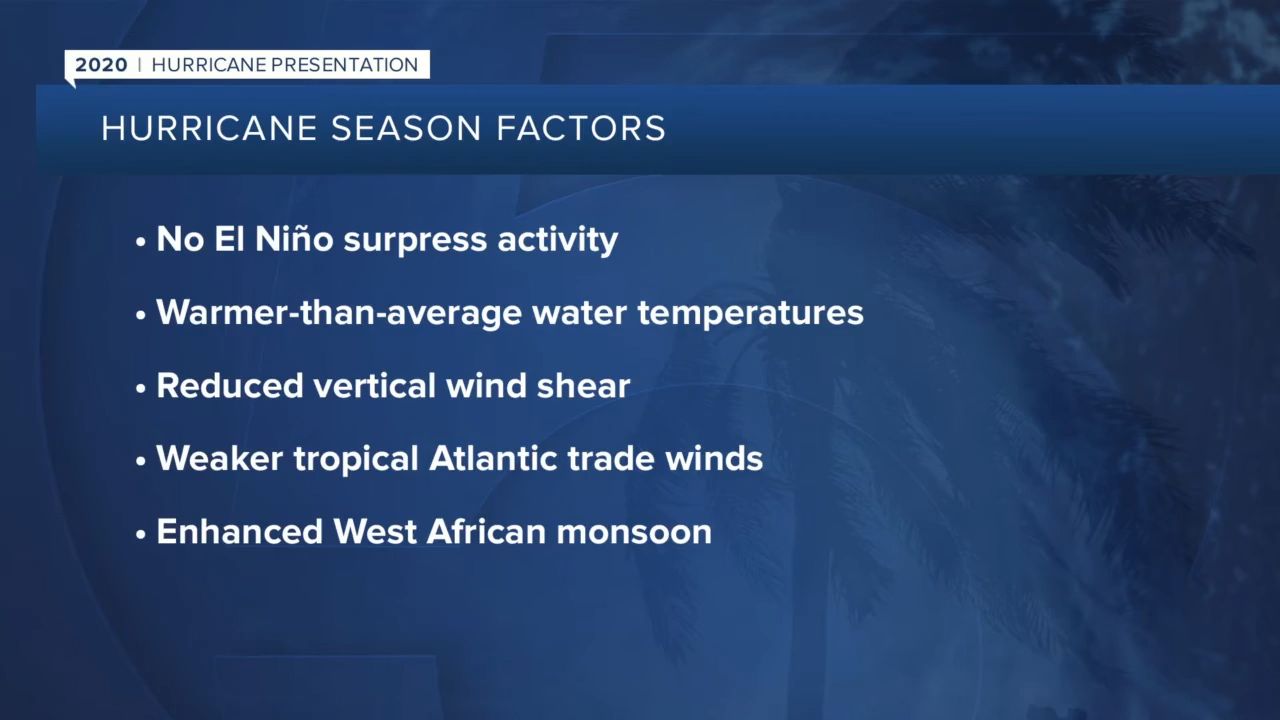 2020 | HURRICANE PRESENTATION
HURRICANE SEASON FACTORS
• No El Niño surpress activity
• Warmer-than-average water temperatures
• Reduced vertical wind shear
• Weaker tropical Atlantic trade winds
• Enhanced West African monsoon